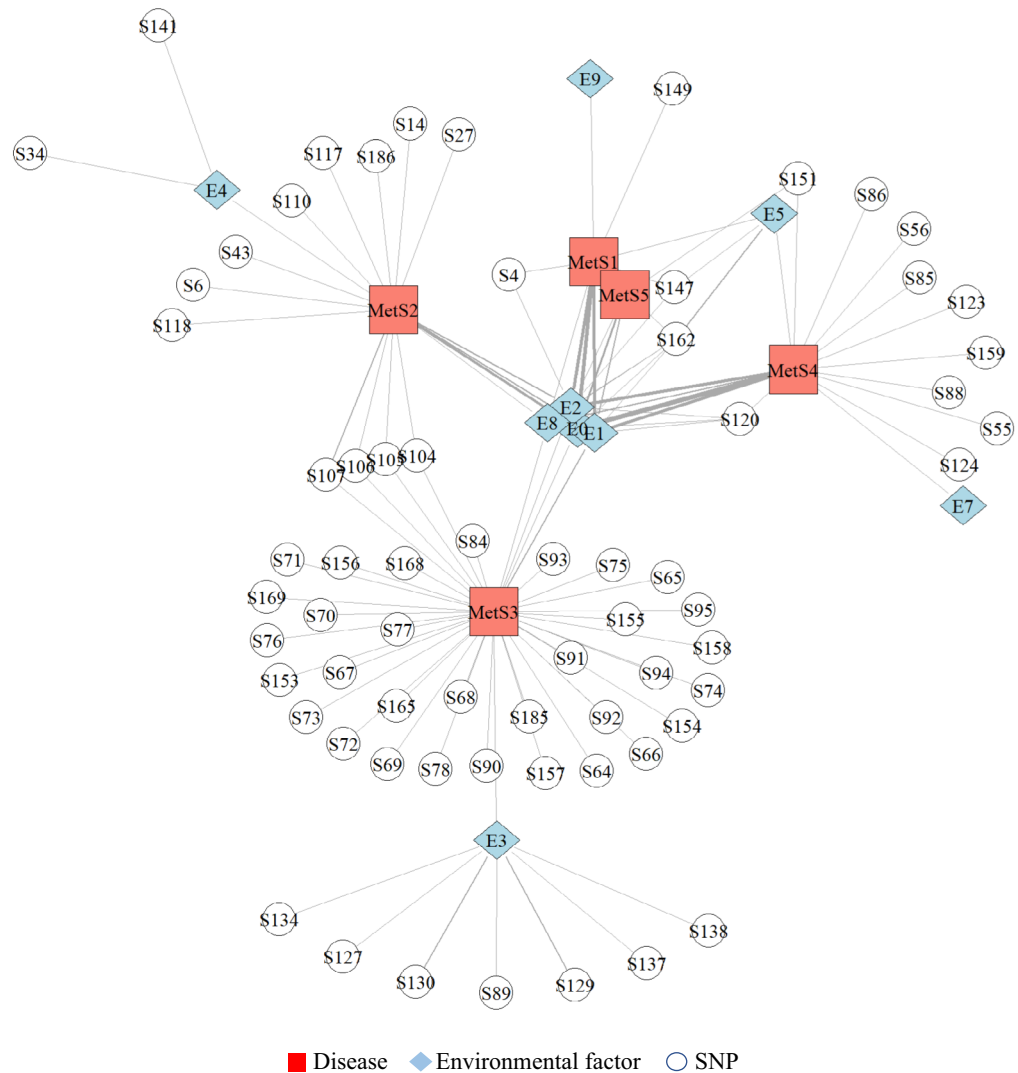 S141
E9
S149
S14
S27
S117
S186
S34
S151
E4
S86
S110
E5
S56
S43
MetS1
S4
S85
S6
MetS5
S147
S123
MetS2
S118
S162
S159
MetS4
S88
E2
E8
E0
E1
S120
S55
S104
S105
S106
S107
S124
E7
S84
S71
S156
S168
S93
S75
S65
S169
S70
MetS3
S95
S155
S76
S77
S158
S91
S153
S67
S94
S74
S68
S165
S73
S185
S92
S154
S72
S66
S69
S78
S90
S157
S64
E3
S134
S138
S127
S137
S130
S89
S129
Disease Environmental factor SNP